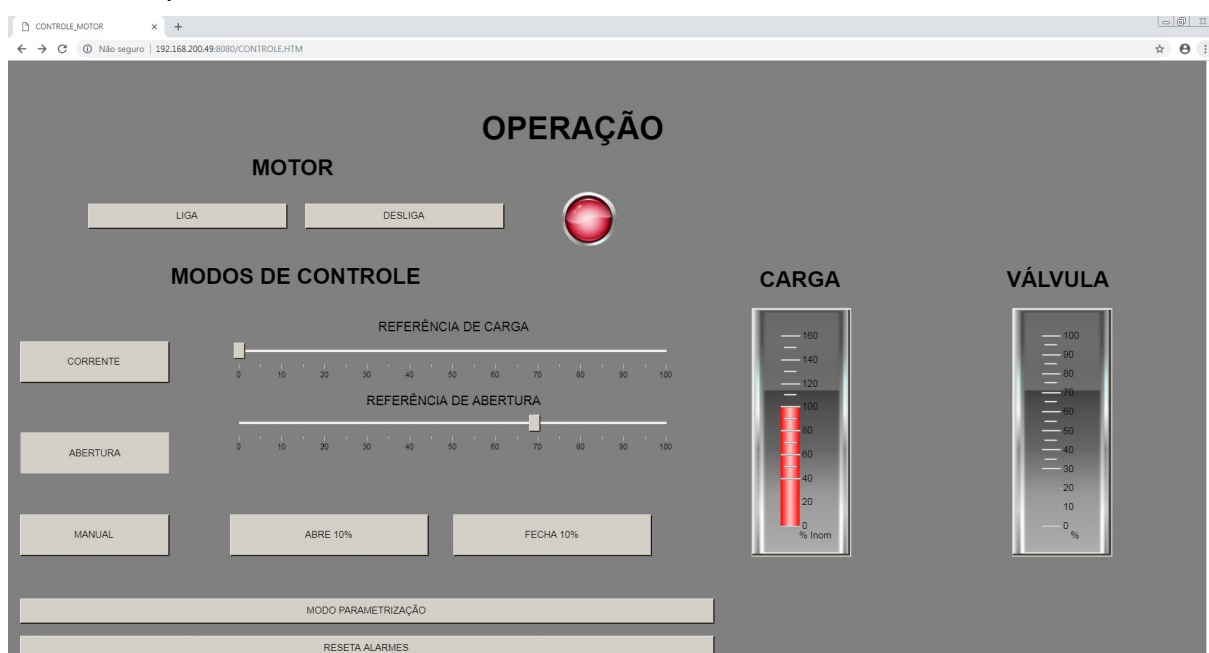 CONTROLE_MOTOR
Não seguro | 192.168.200.49:8080/CONTROLE.HTM
OPERAÇÃO
MOTOR
LIGA DESLIGA
MODOS DE CONTROLE
CARGA
VÁLVULA
REFERÊNCIA DE CARGA
CORRENTE
0 10 20 30 40 50 60 70 80 90 100
REFERÊNCIA DE ABERTURA
ABERTURA
0 10 20 30 40 50 60 70 80 90 100
MANUAL ABRE 10% FECHA 10%
160
140
120
100
80
60
40
20
0
% Inom
100
90
80
70
60
50
40
30
20
10
0
%
MODO PARAMETRIZAÇÃO
RESETA ALARMES